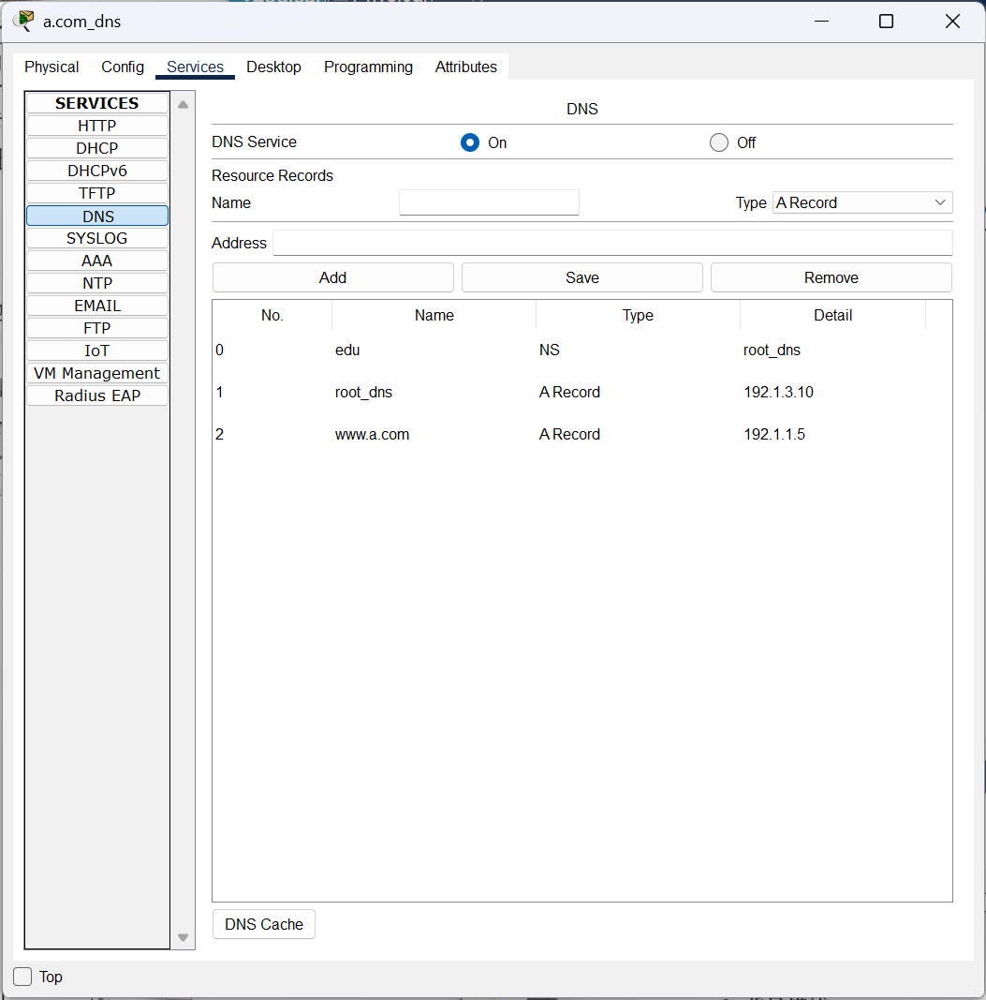 a.com_dns
Physical Config Services Desktop Programming Attributes
SERVICES
HTTP
DHCP
DHCPv6
TFTP
DNS
SYSLOG
AAA
NTP
EMAIL
FTP
IoT
VM Management
Radius EAP
DNS
DNS Service On Off
Resource Records
Name Type A Record
Address
Add Save Remove
No. Name Type Detail
0 edu NS root_dns
1 root_dns A Record 192.1.3.10
2 www.a.com A Record 192.1.1.5
DNS Cache
Top